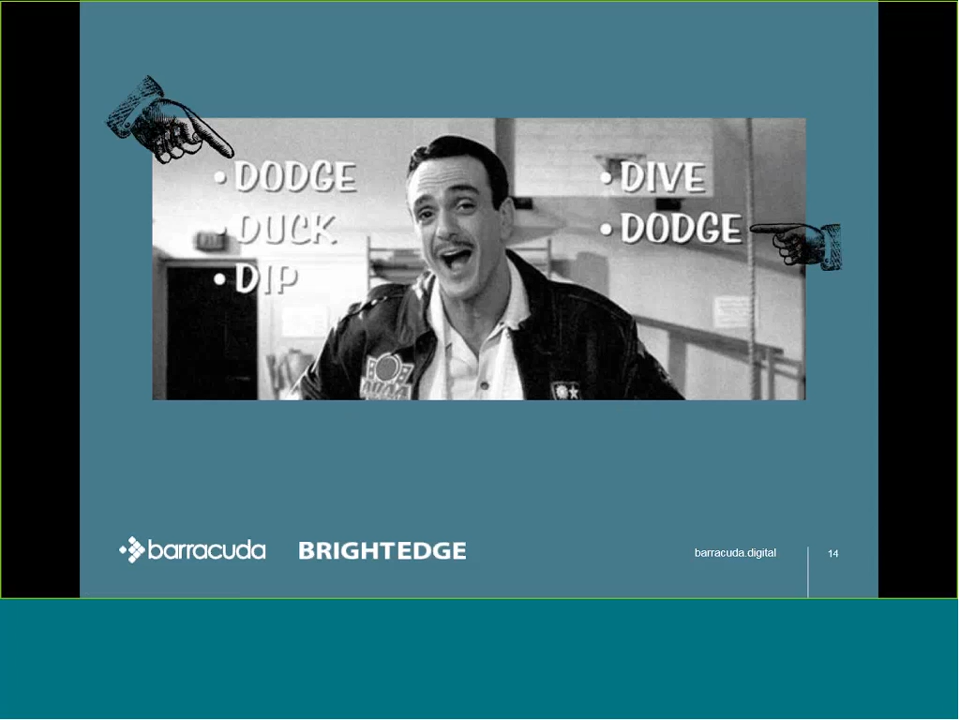 • DODGE
• DUCK
• DIP
• DIVE
• DODGE
barracuda
BRIGHTEDGE
barracuda.digital
14